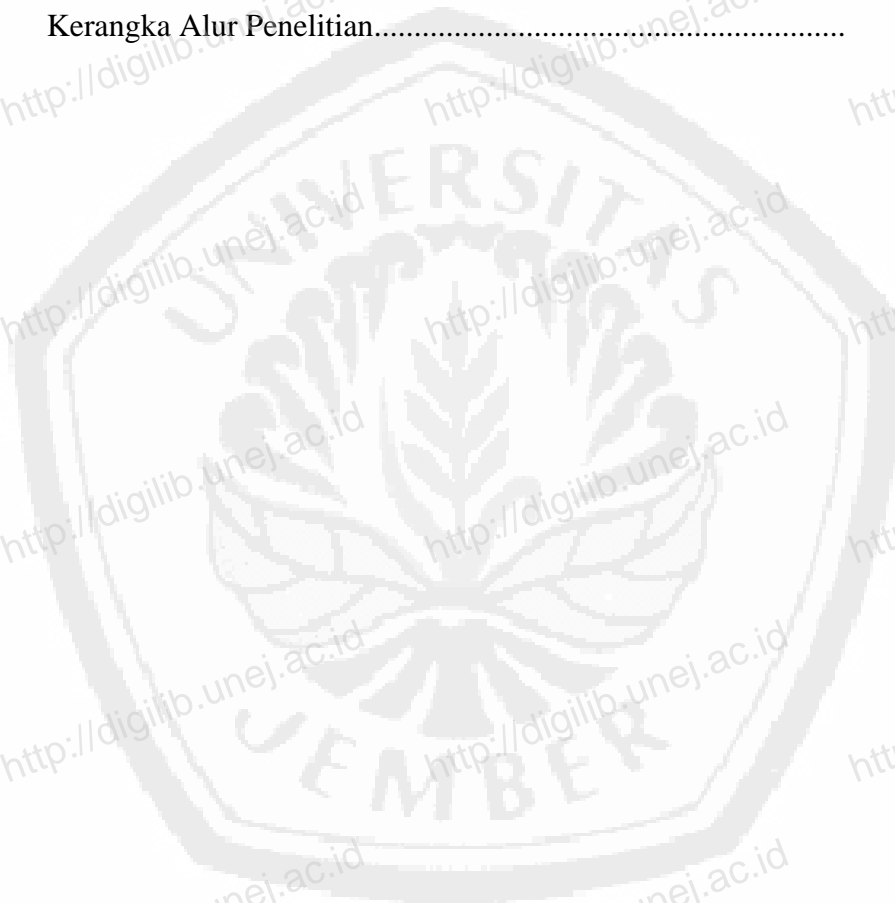 Kerangka Alur Penelitian...........................................................
http://digilib.unej.ac.id
http://digilib.unej.ac.id
UNIVERSITAS
http://digilib.unej.ac.id
http://digilib.unej.ac.id
http://digilib.unej.ac.id
http://digilib.unej.ac.id
http://digilib.unej.ac.id
http://digilib.unej.ac.id
JEMBER